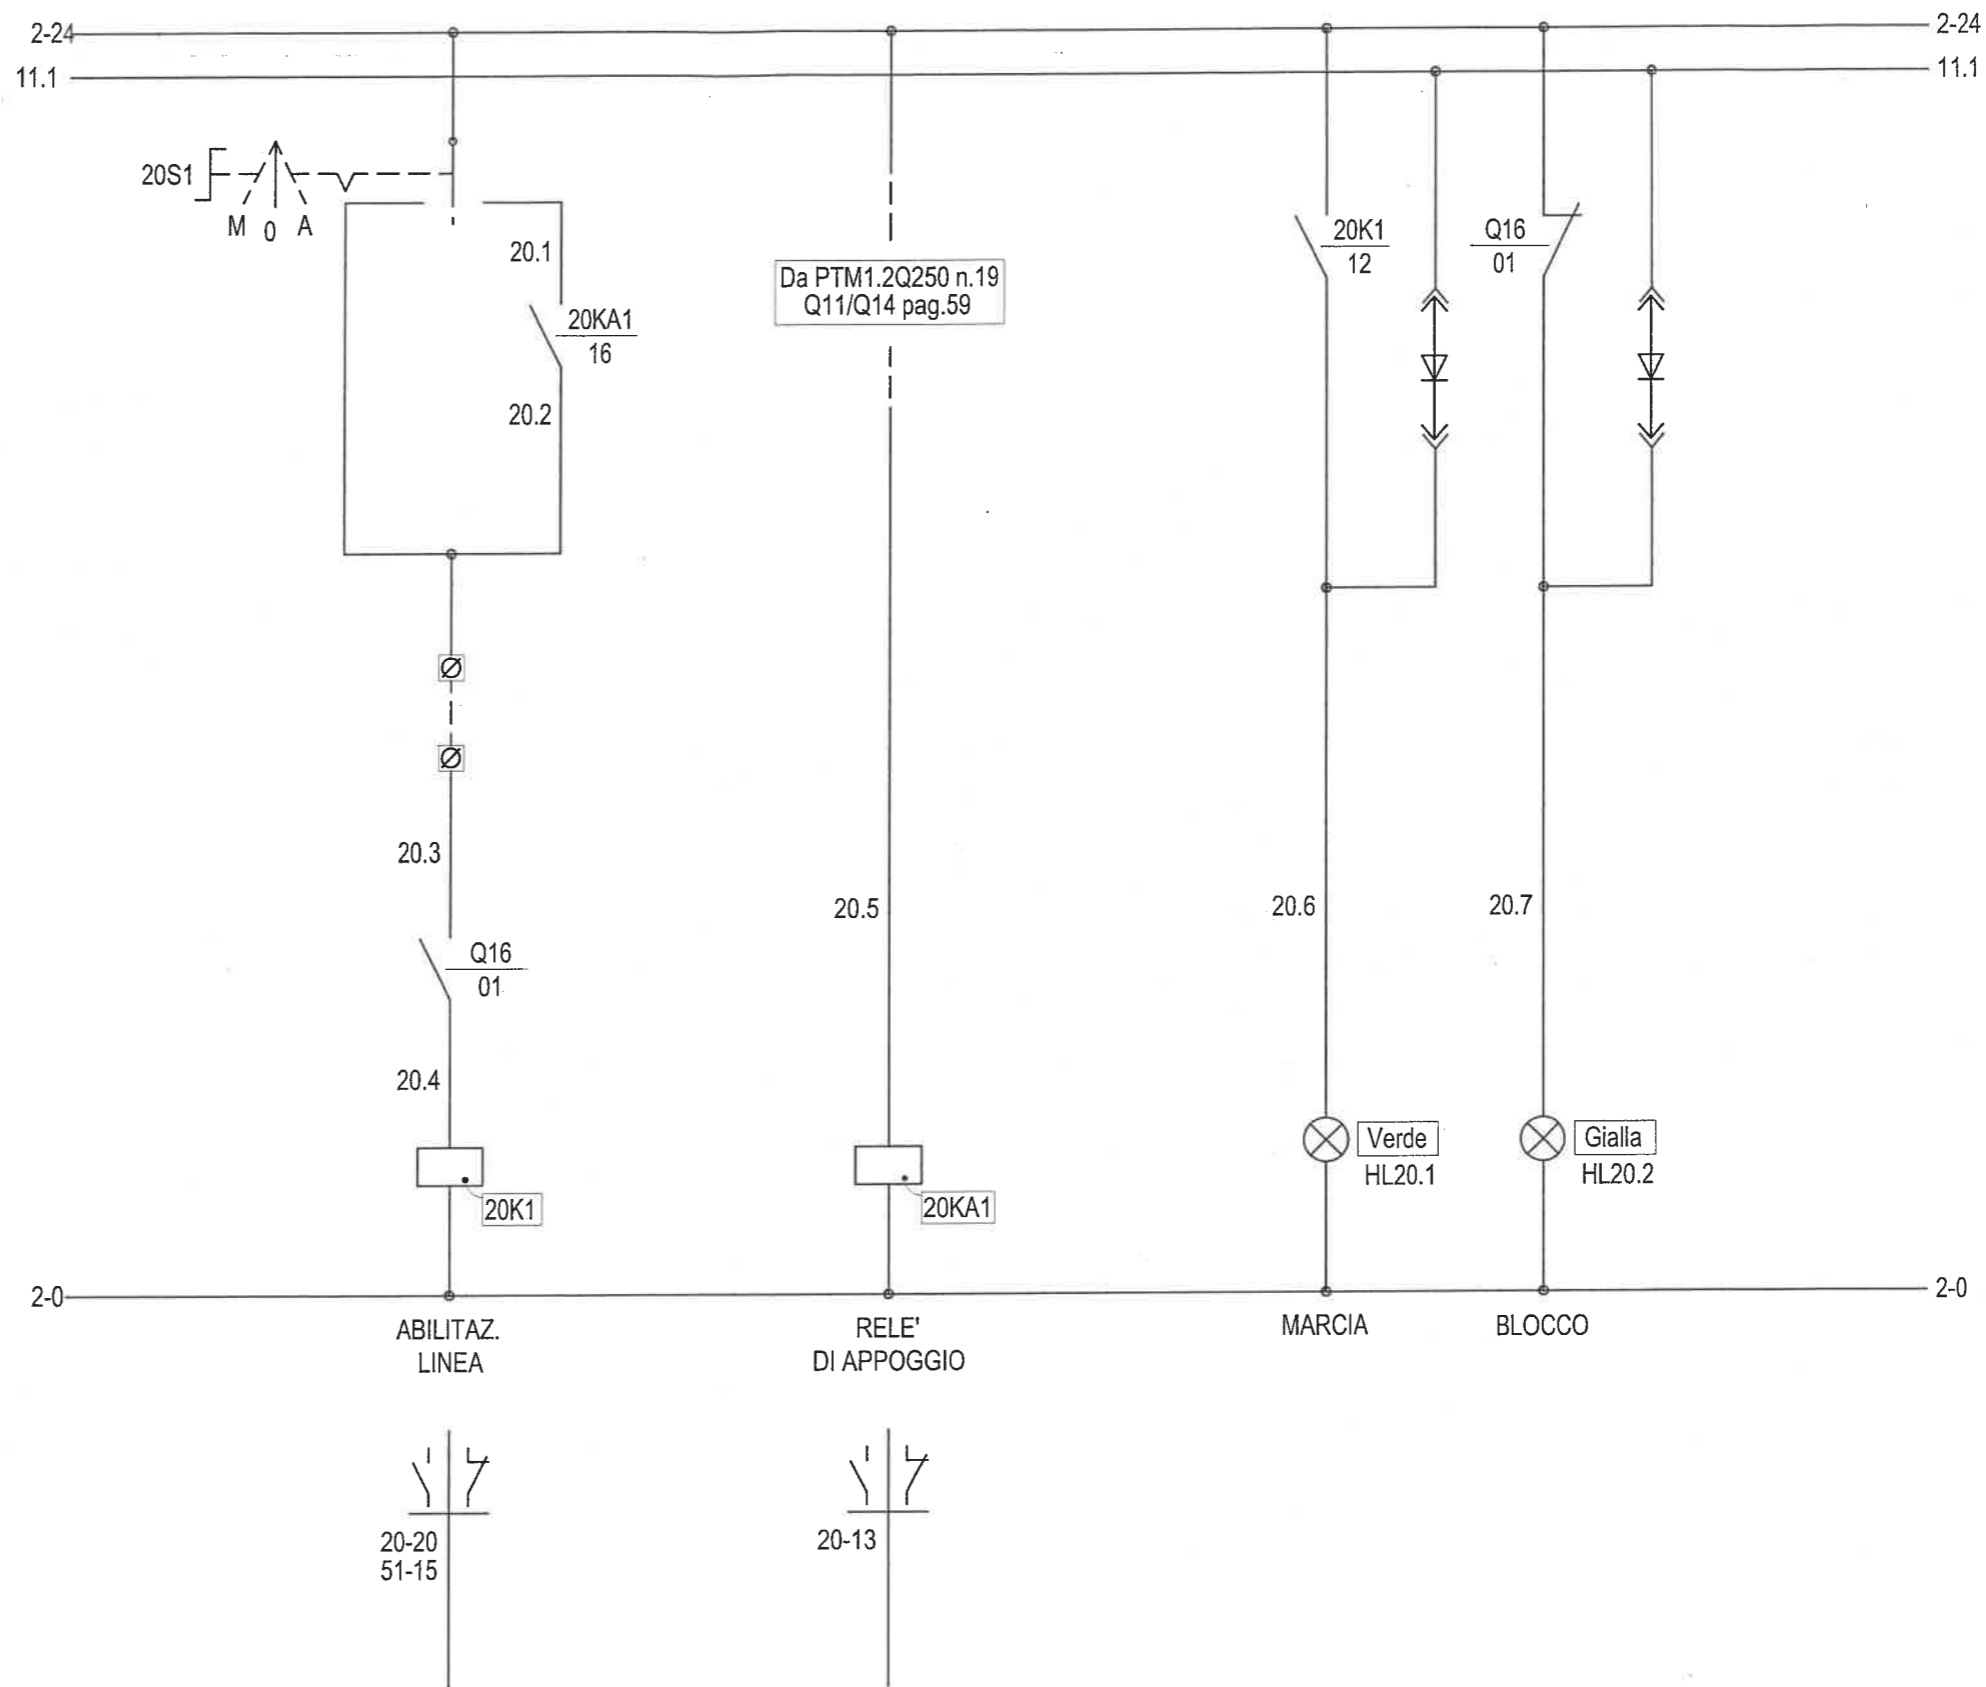 2-24
2-24
11.1
11.1
20S1
M 0 A
20.1
20KA1
16
20.2
Da PTM1.2Q250 n.19
Q11/Q14 pag.59
20K1
12
Q16
01
20.3
Q16
01
20.4
20.5
20.6
20.7
20K1
20KA1
Verde
HL20.1
Gialla
HL20.2
2-0
2-0
ABILITAZ.
LINEA
RELE'
DI APPOGGIO
MARCIA
BLOCCO
20-20
51-15
20-13